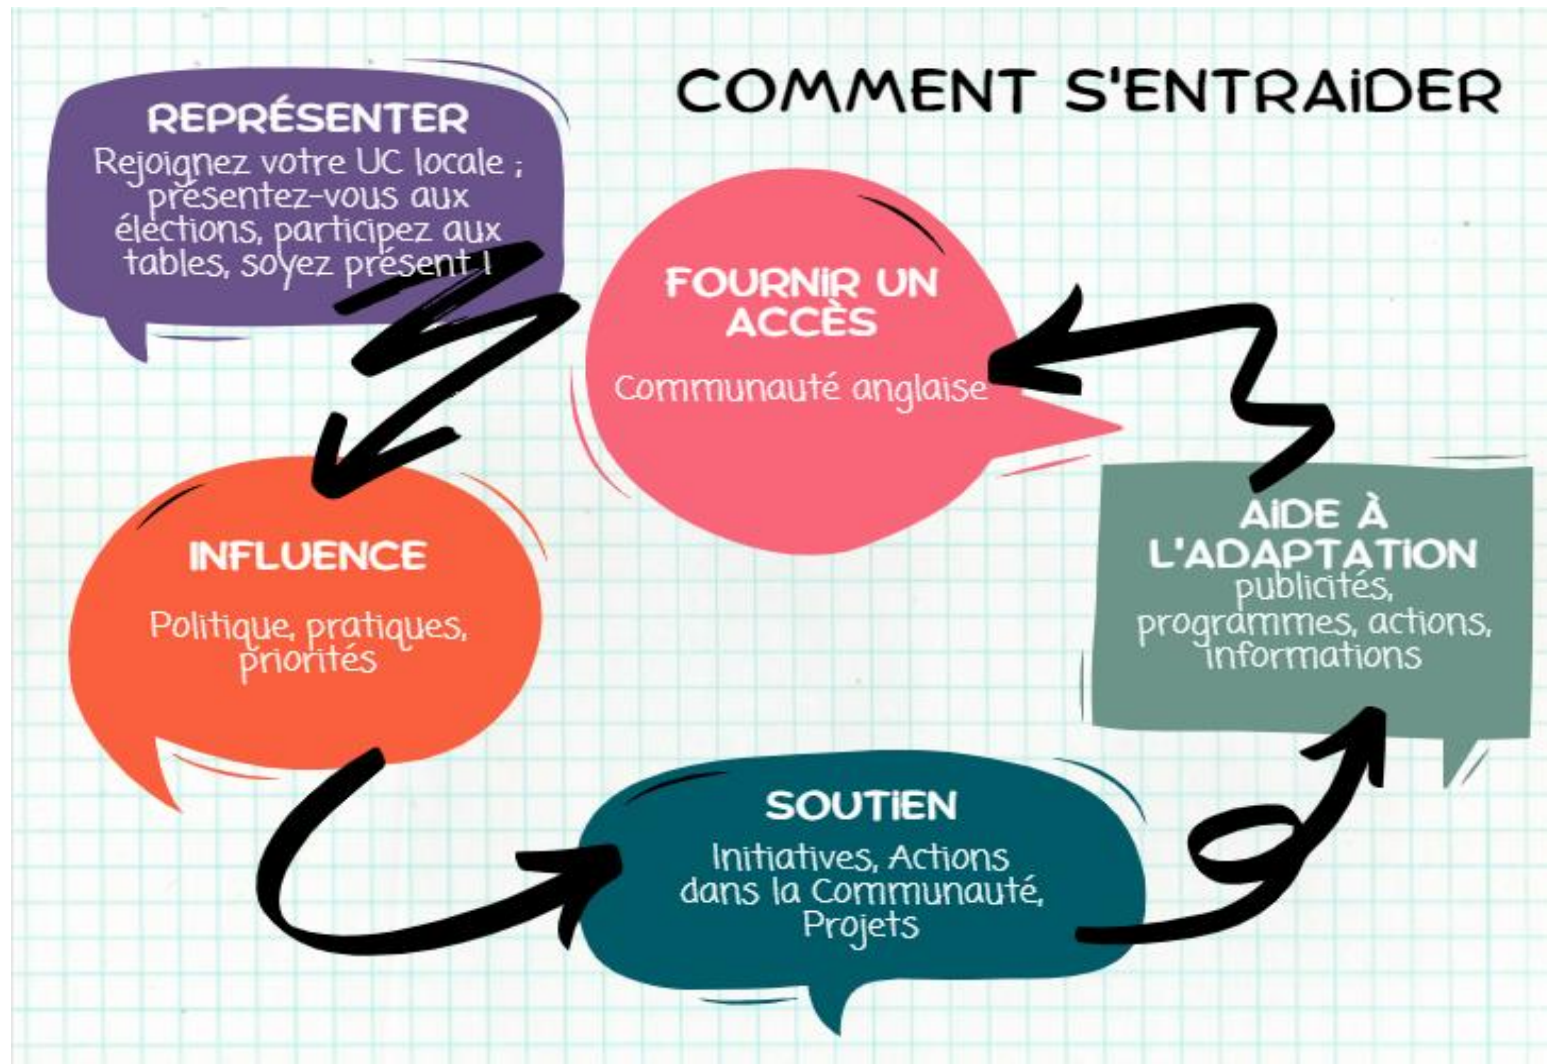 COMMENT S'ENTRAIDER
REPRÉSENTER
Rejoignez votre UC locale ;
présentez-vous aux
élections, participez aux
tables, soyez présent !
INFLUENCE
Politique, pratiques,
priorités
SOUTIEN
Initiatives, Actions
dans la Communauté,
Projets
AIDE À
L'ADAPTATION
publicités,
programmes, actions,
informations
FOURNIR UN
ACCÈS
Communauté anglaise